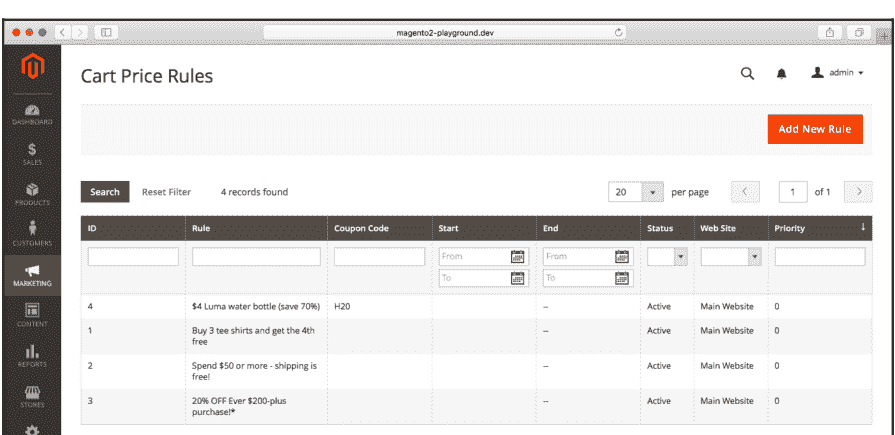 magento2-playground.dev
Cart Price Rules
admin
Add New Rule
DASHBOARD
SALES
PRODUCTS
CUSTOMERS
MARKETING
CONTENT
REPORTS
STORES
Search Reset Filter 4 records found 20 per page 1 of 1
ID Rule Coupon Code Start End Status Web Site Priority
From From
To To
4 $4 Luma water bottle (save 70%) H20 -- Active Main Website 0
1 Buy 3 tee shirts and get the 4th -- Active Main Website 0
free
2 Spend $50 or more - shipping is -- Active Main Website 0
free!
3 20% OFF Ever $200-plus -- Active Main Website 0
purchase!*